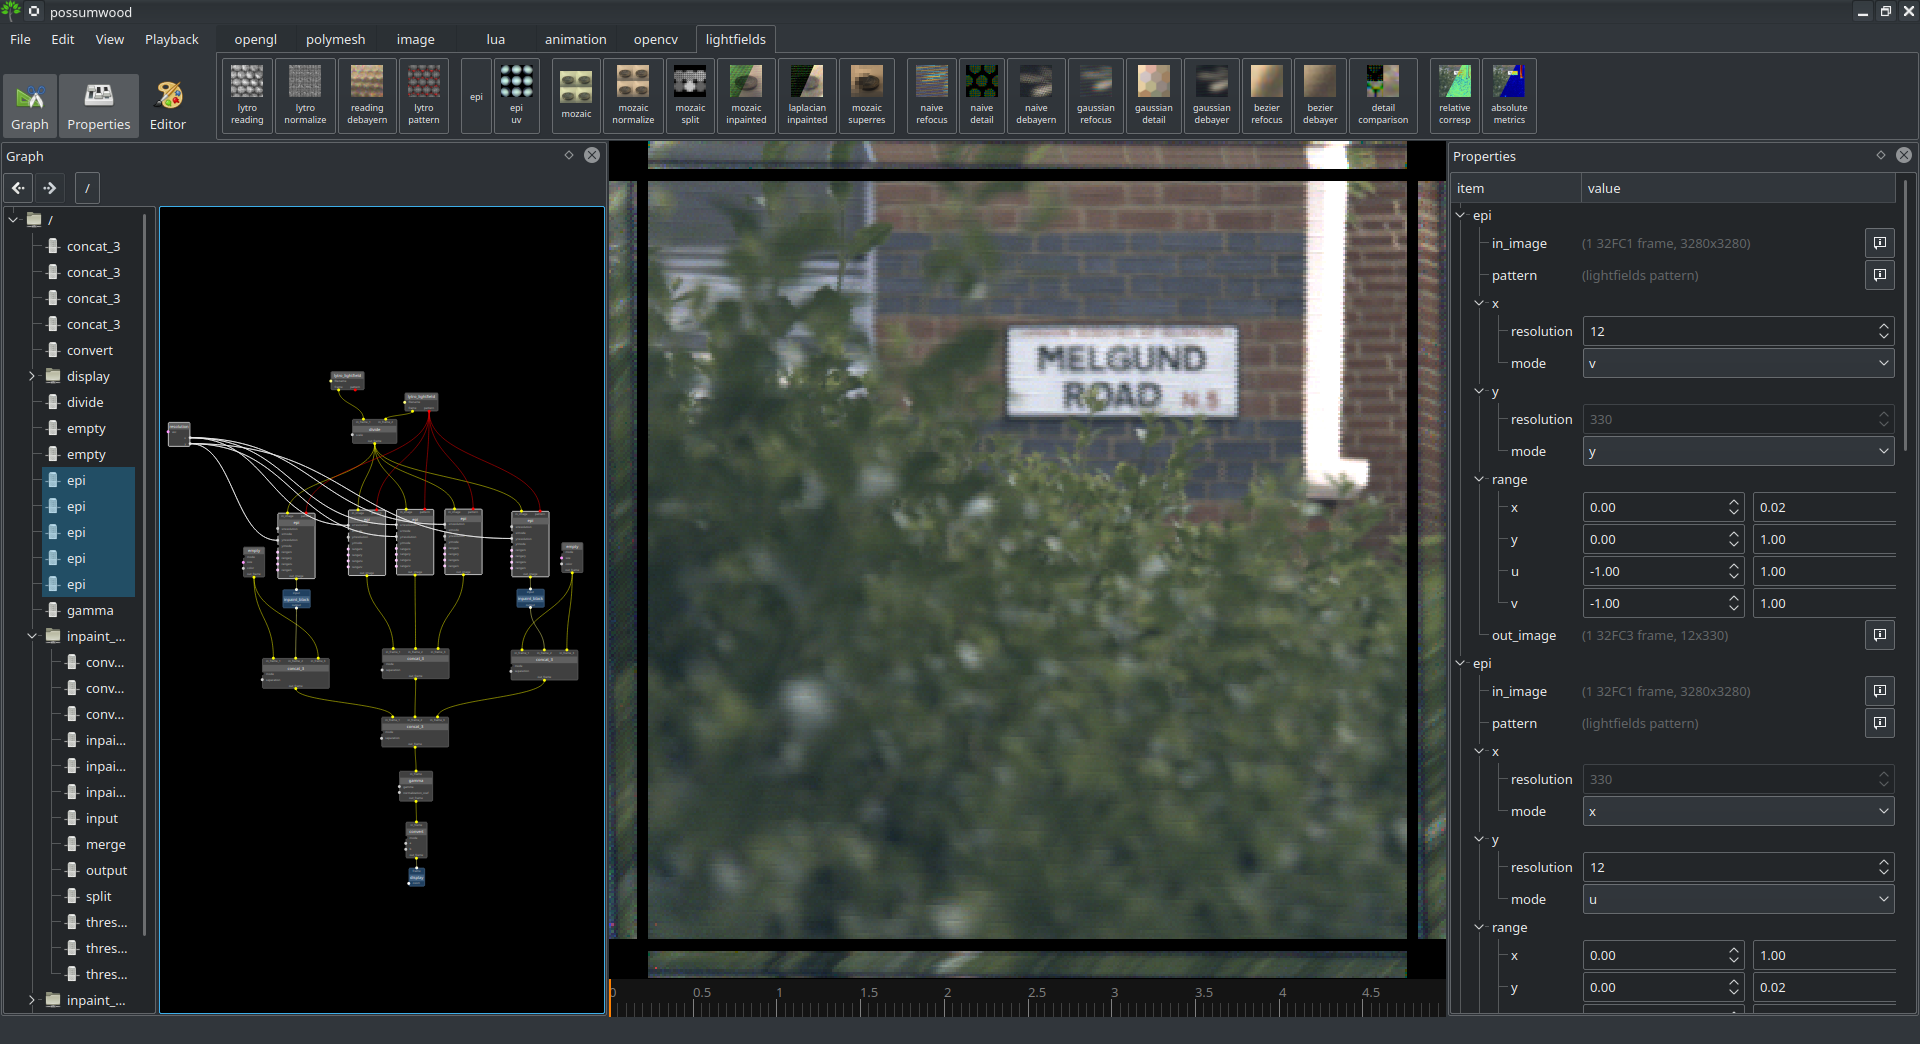 possumwood
File Edit View Playback
opengl polymesh image lua animation opencv lightfields
Graph Properties Editor
lytro reading
lytro normalize
reading debayern
lytro pattern
epi
epi uv
mozaic
mozaic normalize
mozaic split
mozaic inpainted
laplacian inpainted
mozaic superres
naive refocus
naive detail
naive debayern
gaussian refocus
gaussian detail
gaussian debayer
bezier refocus
bezier debayer
detail comparison
relative corresp
absolute metrics
Graph
/
/
concat_3
concat_3
concat_3
concat_3
convert
display
divide
empty
empty
epi
epi
epi
epi
epi
gamma
inpaint_...
conv...
conv...
conv...
inpai...
inpai...
inpai...
input
merge
output
split
thres...
thres...
thres...
inpaint_...
MELGUND
ROAD N.5
0 0.5 1 1.5 2 2.5 3 3.5 4 4.5
Properties
item value
epi
in_image (1 32FC1 frame, 3280x3280)
pattern (lightfields pattern)
x
resolution 12
mode v
y
resolution 330
mode y
range
x 0.00 0.02
y 0.00 1.00
u -1.00 1.00
v -1.00 1.00
out_image (1 32FC3 frame, 12x330)
epi
in_image (1 32FC1 frame, 3280x3280)
pattern (lightfields pattern)
x
resolution 330
mode x
y
resolution 12
mode u
range
x 0.00 1.00
y 0.00 0.02